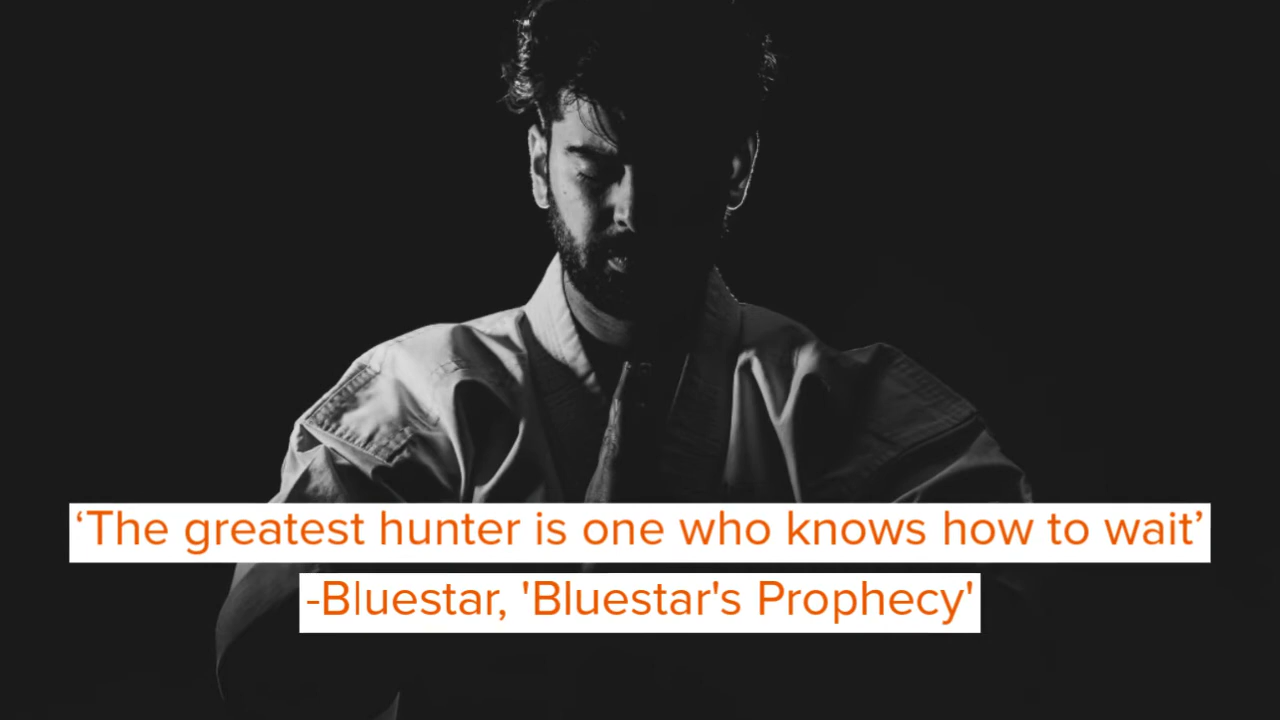 ‘The greatest hunter is one who knows how to wait’
-Bluestar, 'Bluestar's Prophecy'